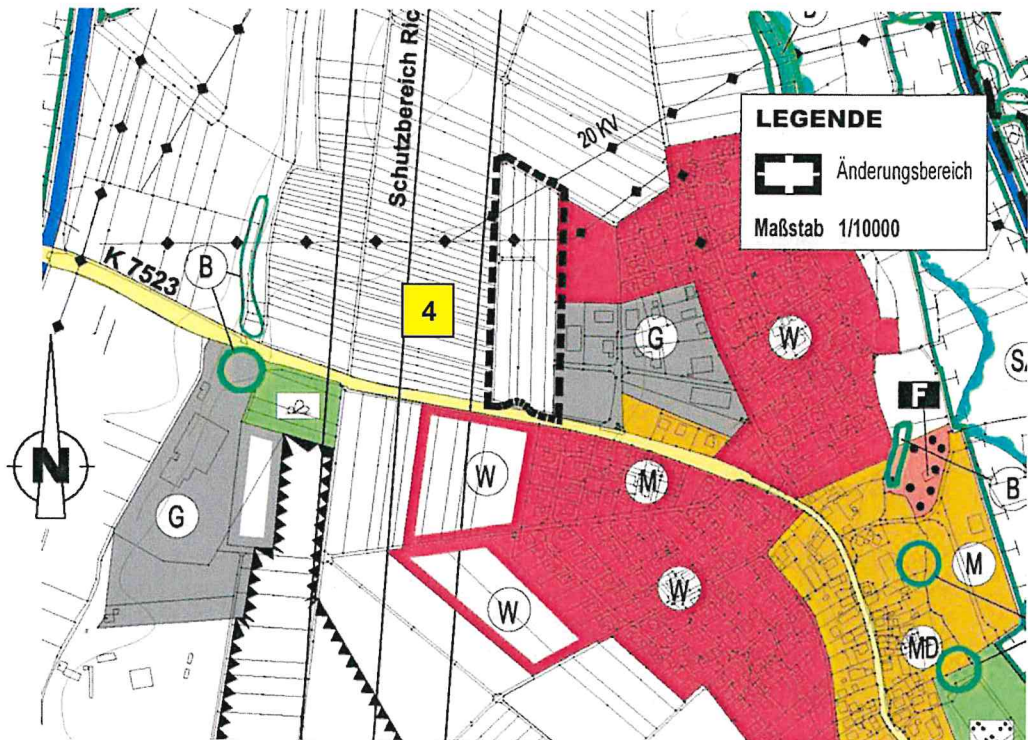 Schutzbereich Ric
20 KV
LEGENDE
Änderungsbereich
Maßstab 1/10000
K 7523
B
4
G
W
F
B
W
M
G
W
W
M
MD
N